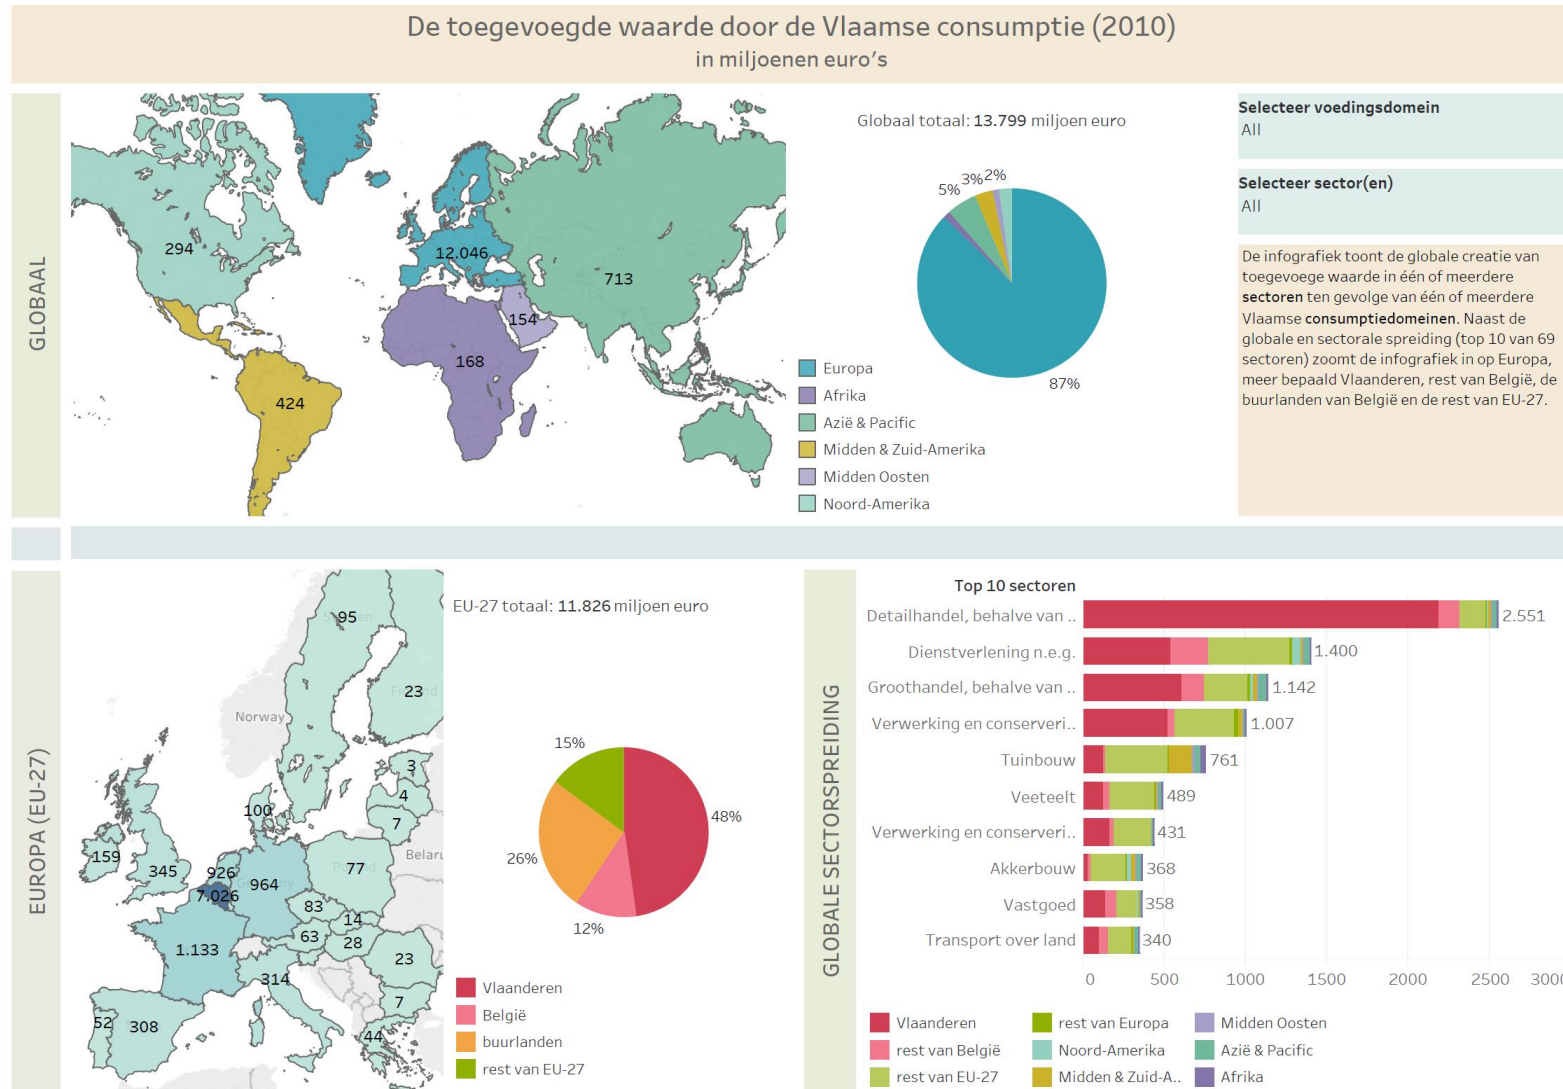 De toegevoegde waarde door de Vlaamse consumptie (2010)
in miljoenen euro's
GLOBAAL
294
12.046
713
154
168
424
Europa
Afrika
Azië & Pacific
Midden & Zuid-Amerika
Midden Oosten
Noord-Amerika
Globaal totaal: 13.799 miljoen euro
5%
3%
2%
87%
Selecteer voedingsdomein
All
Selecteer sector(en)
All
De infografiek toont de globale creatie van
toegevoege waarde in één of meerdere
sectoren ten gevolge van één of meerdere
Vlaamse consumptiedomeinen. Naast de
globale en sectorale spreiding (top 10 van 69
sectoren) zoomt de infografiek in op Europa,
meer bepaald Vlaanderen, rest van België, de
buurlanden van België en de rest van EU-27.
EUROPA (EU-27)
95
23
Norway
3
4
7
100
Belaru
159
345
926
964
77
7.026
83
14
63
28
1.133
23
314
7
52
308
44
EU-27 totaal: 11.826 miljoen euro
15%
48%
26%
12%
Vlaanderen
België
buurlanden
rest van EU-27
GLOBALE SECTORSPREIDING
Top 10 sectoren
Detailhandel, behalve van .. 2.551
Dienstverlening n.e.g. 1.400
Groothandel, behalve van .. 1.142
Verwerking en conserveri.. 1.007
Tuinbouw 761
Veeteelt 489
Verwerking en conserveri.. 431
Akkerbouw 368
Vastgoed 358
Transport over land 340
0 500 1000 1500 2000 2500 3000
Vlaanderen rest van Europa Midden Oosten
rest van België Noord-Amerika Azië & Pacific
rest van EU-27 Midden & Zuid-A.. Afrika